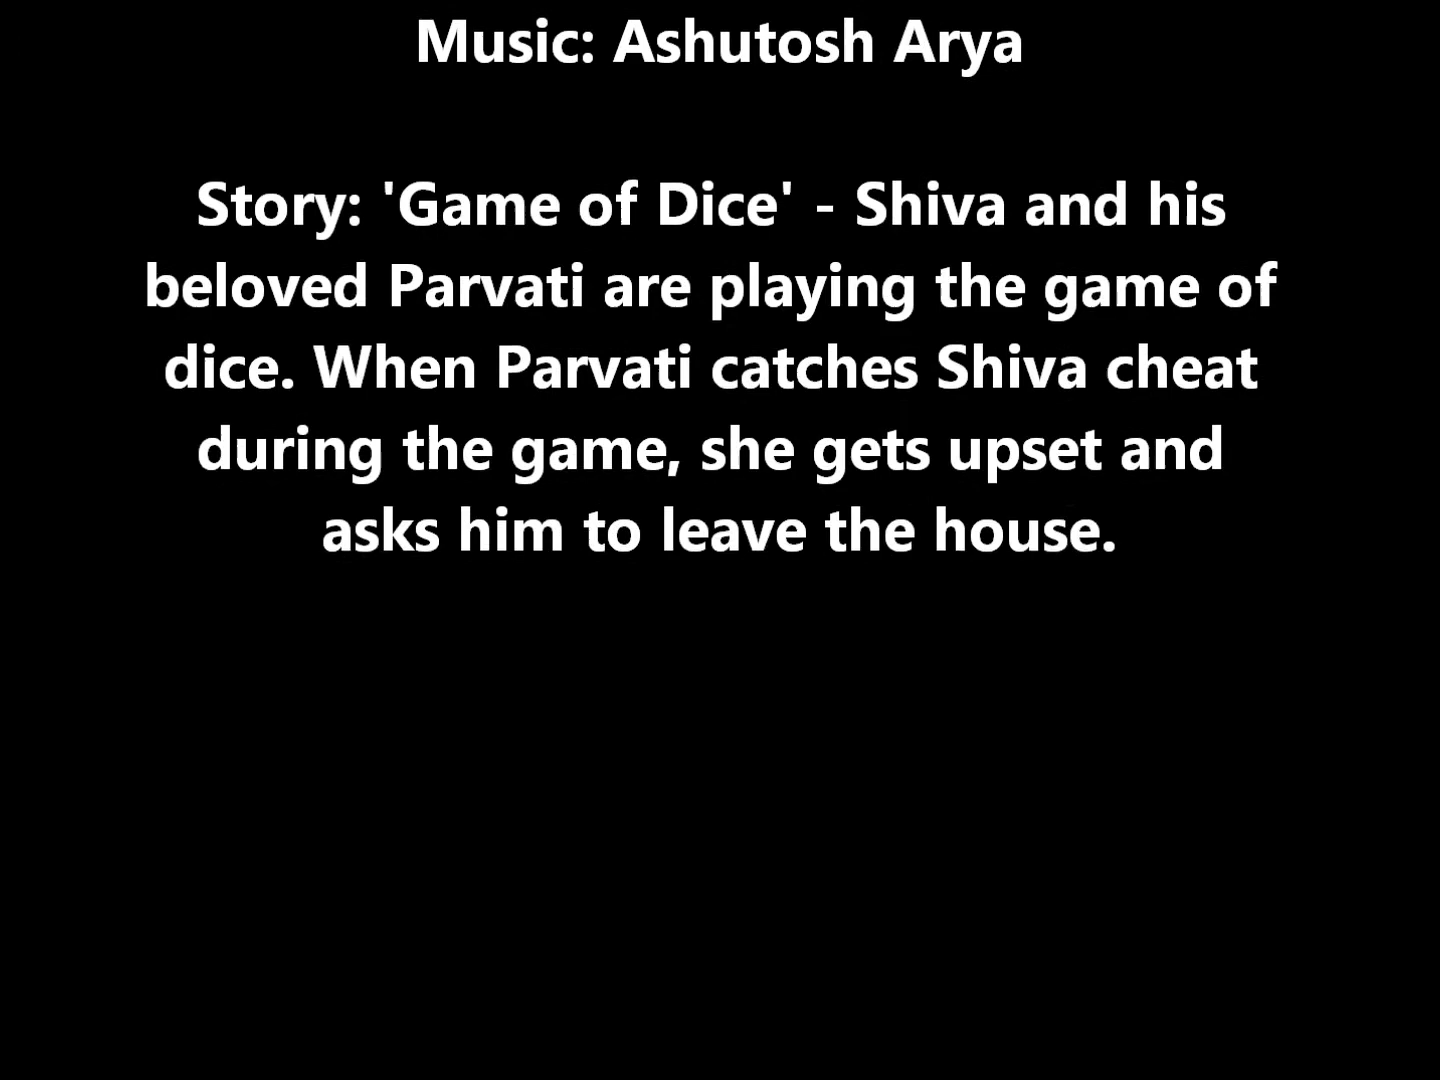 Music: Ashutosh Arya
Story: 'Game of Dice' - Shiva and his
beloved Parvati are playing the game of
dice. When Parvati catches Shiva cheat
during the game, she gets upset and
asks him to leave the house.